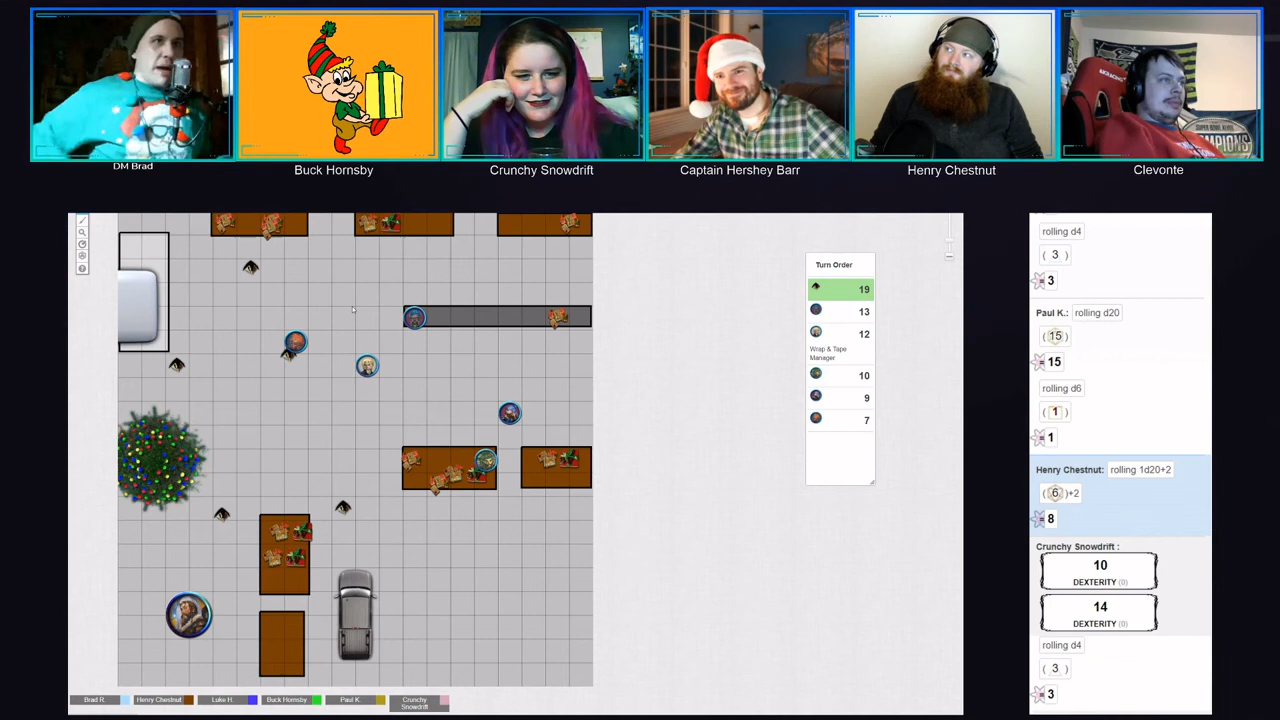 DM Brad
Buck Hornsby
Crunchy Snowdrift
Captain Hershey Barr
Henry Chestnut
Clevonte
rolling d4
( 3 )
3
Paul K.: rolling d20
(15)
15
rolling d6
( 1 )
1
Henry Chestnut: rolling 1d20+2
(6)+2
8
Crunchy Snowdrift :
10
DEXTERITY (0)
14
DEXTERITY (0)
rolling d4
( 3 )
3
Turn Order
19
13
12
Wrap & Tape
Manager
10
9
7
Brad R.
Henry Chestnut
Luke H.
Buck Hornsby
Paul K.
Crunchy
Snowdrift